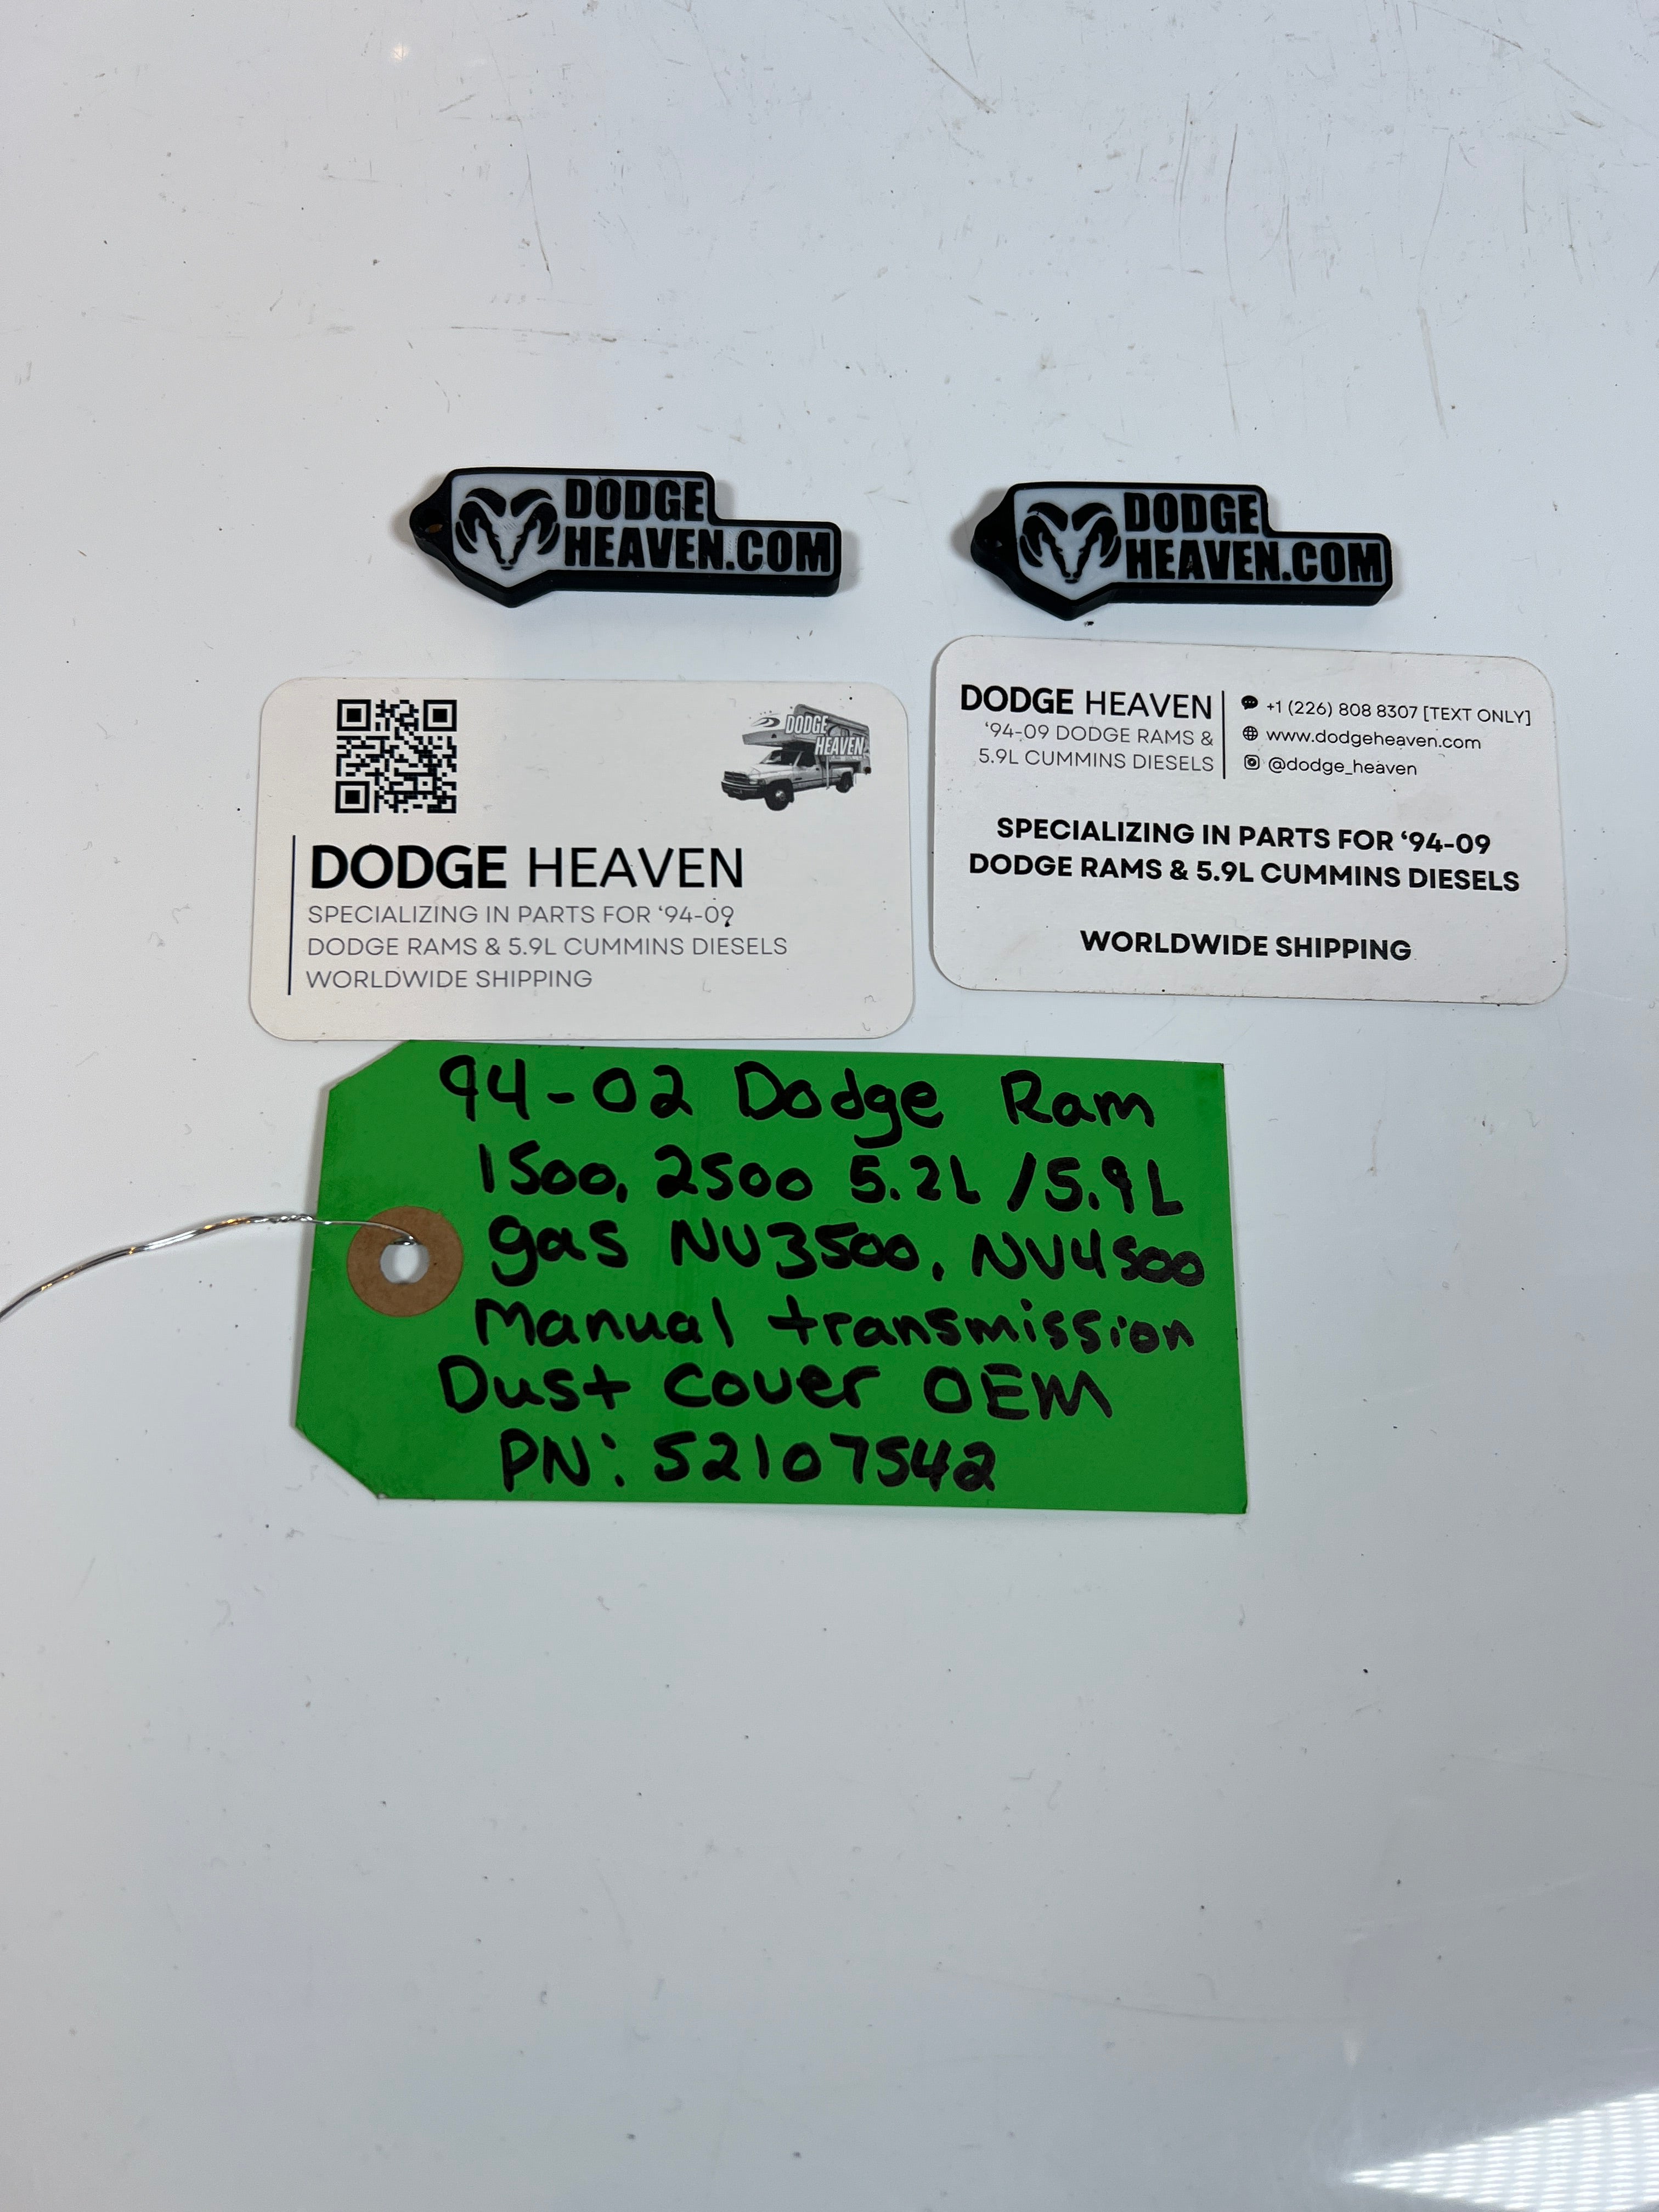 DODGE
HEAVEN.COM
DODGE
HEAVEN.COM
DODGE
HEAVEN
DODGE HEAVEN
SPECIALIZING IN PARTS FOR ‘94-09
DODGE RAMS & 5.9L CUMMINS DIESELS
WORLDWIDE SHIPPING
DODGE HEAVEN
‘94-09 DODGE RAMS &
5.9L CUMMINS DIESELS
+1 (226) 808 8307 [TEXT ONLY]
www.dodgeheaven.com
@dodge_heaven
SPECIALIZING IN PARTS FOR ‘94-09
DODGE RAMS & 5.9L CUMMINS DIESELS
WORLDWIDE SHIPPING
94-02 Dodge Ram
1500, 2500 5.2L /5.9L
gas NV3500, NV4500
Manual transmission
Dust cover OEM
PN: 52107542